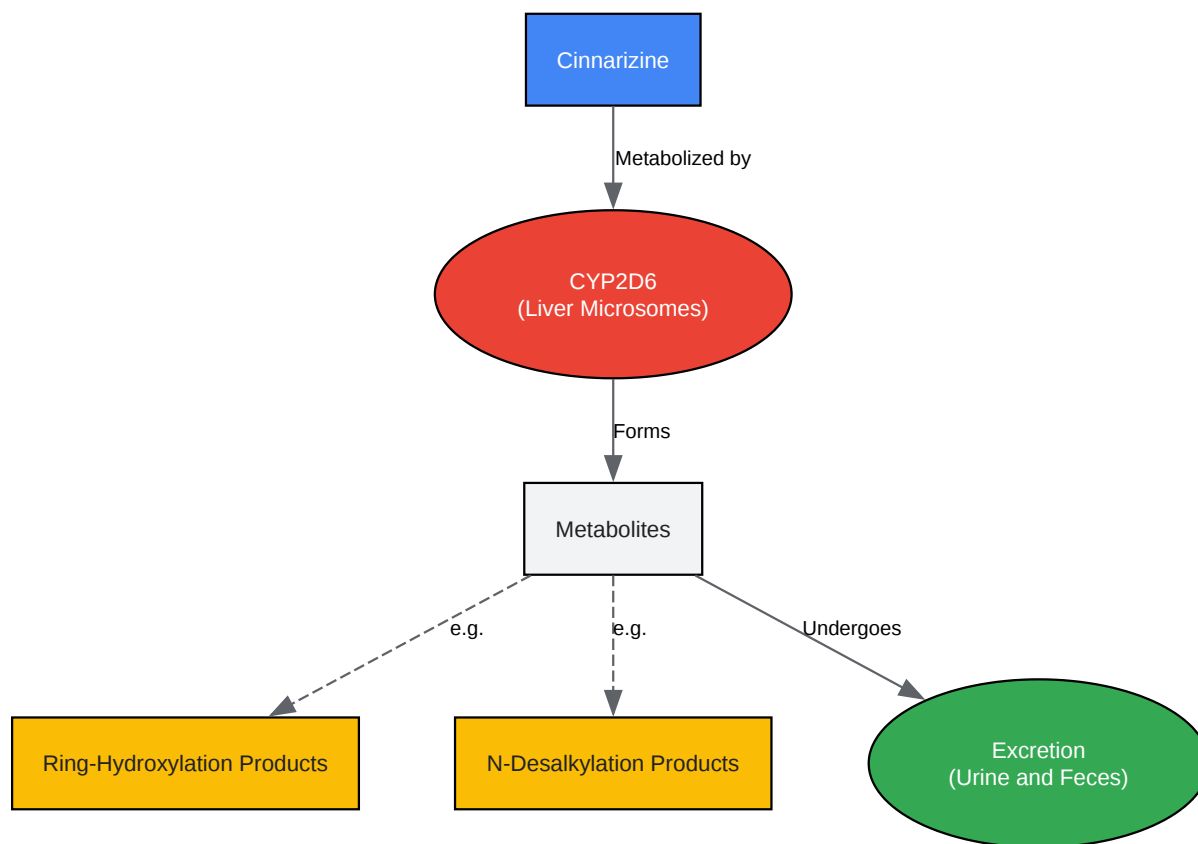 Cinnarizine
Metabolized by
CYP2D6
(Liver Microsomes)
Forms
Metabolites
e.g.
e.g.
Undergoes
Ring-Hydroxylation Products
N-Desalkylation Products
Excretion
(Urine and Feces)